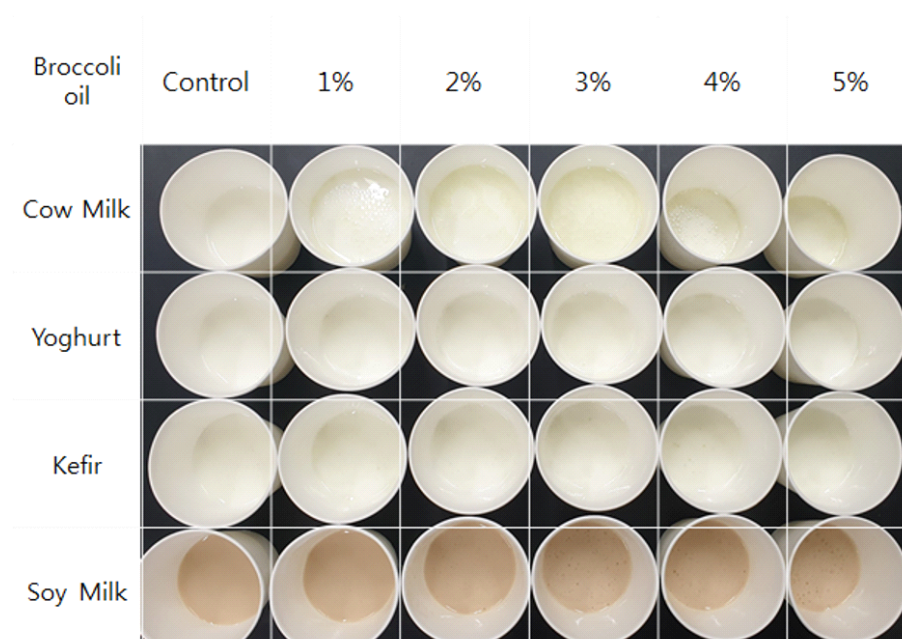 Broccoli
oil
Control 1% 2% 3% 4% 5%
Cow Milk
Yoghurt
Kefir
Soy Milk